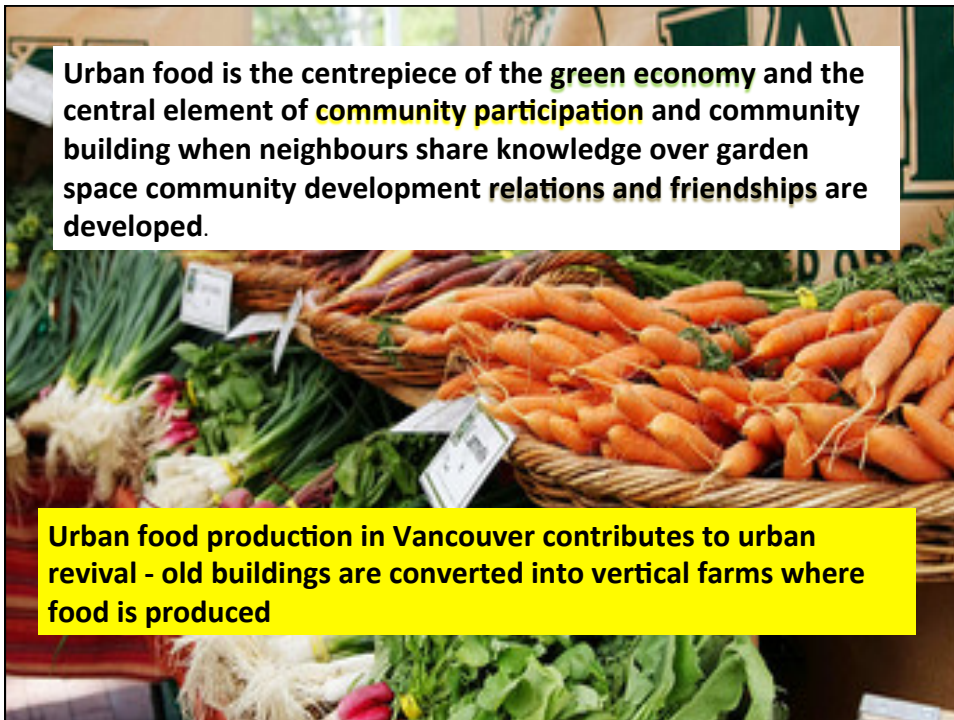 Urban food is the centrepiece of the green economy and the
central element of community participation and community
building when neighbours share knowledge over garden
space community development relations and friendships are
developed.
Urban food production in Vancouver contributes to urban
revival - old buildings are converted into vertical farms where
food is produced